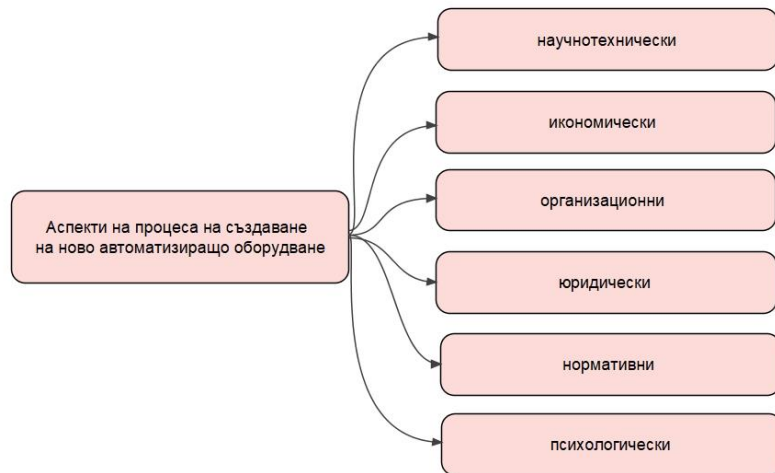 научнотехнически
икономически
организационни
Аспекти на процеса на създаване
на ново автоматизиращо оборудване
юридически
нормативни
психологически